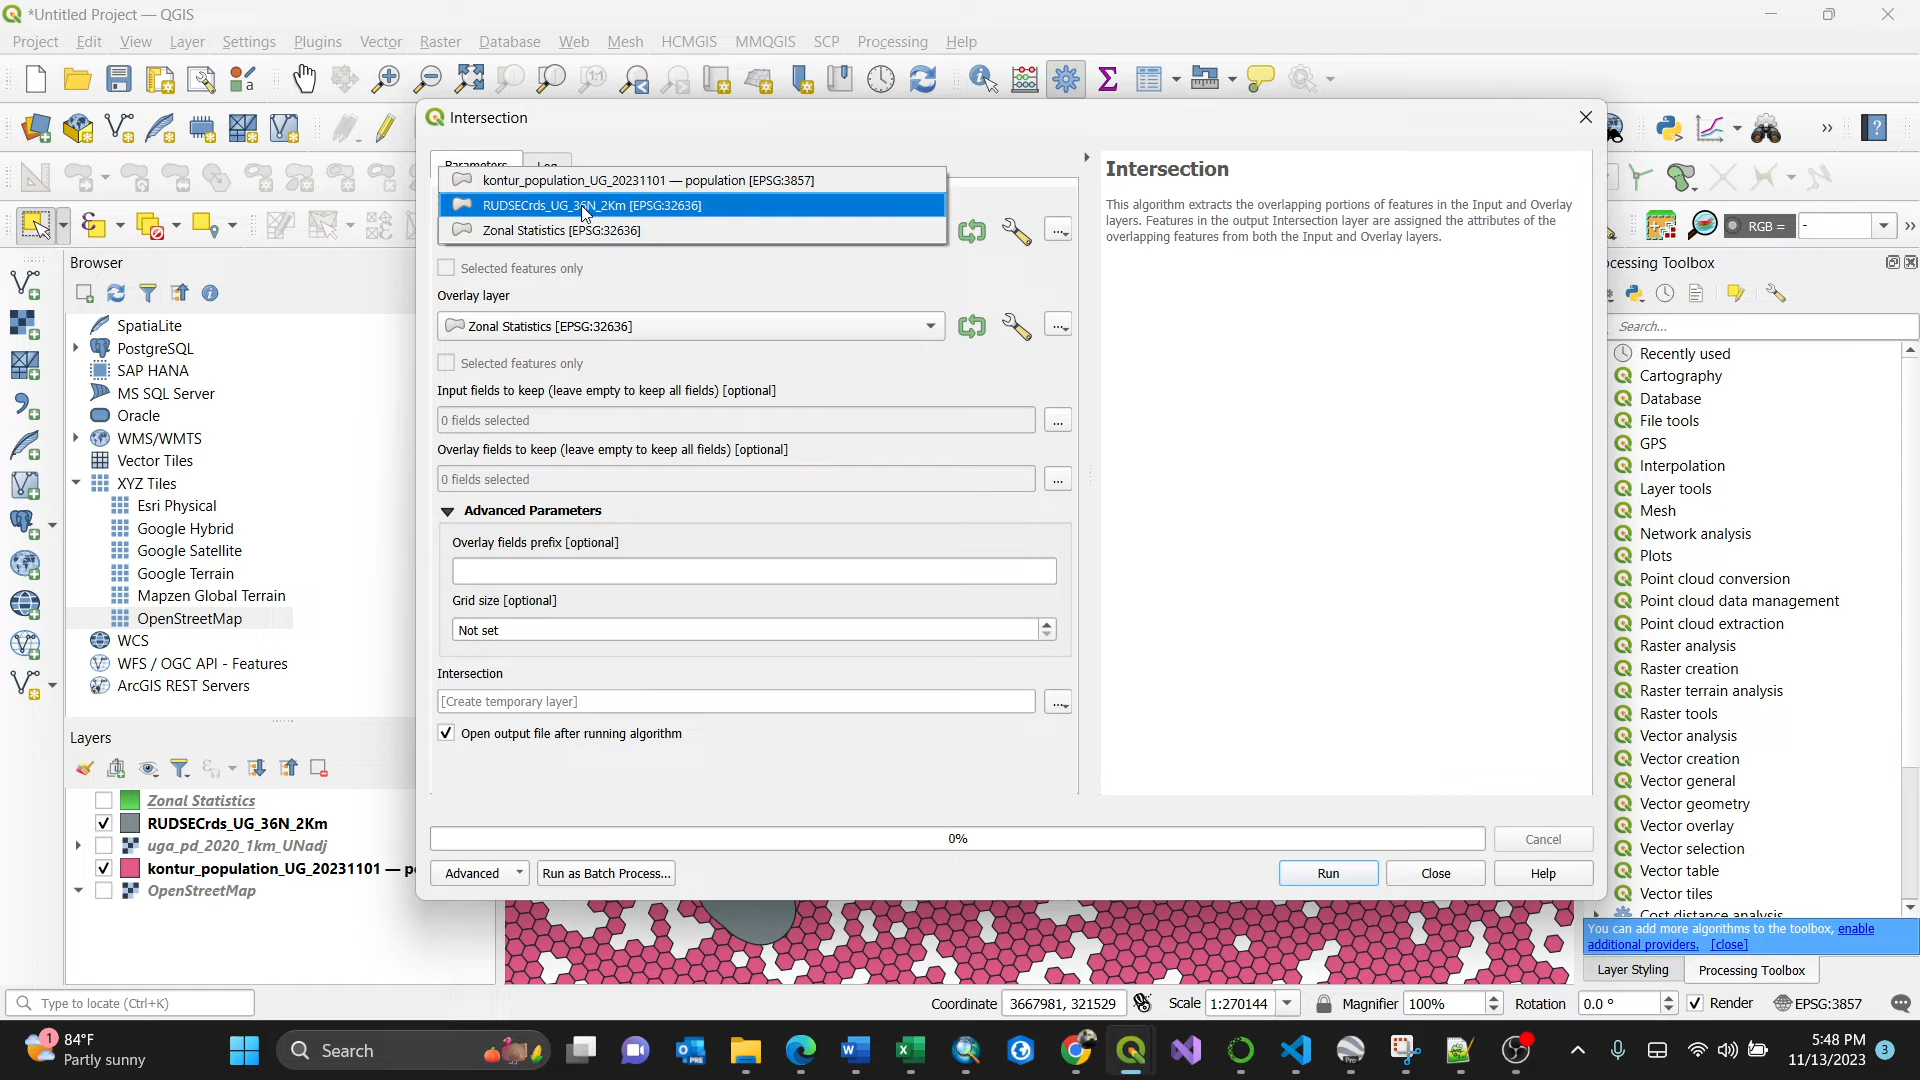 *Untitled Project — QGIS
Project Edit View Layer Settings Plugins Vector Raster Database Web Mesh HCMGIS MMQGIS SCP Processing Help
Intersection
Parameters Log
kontur_population_UG_20231101 — population [EPSG:3857]
RUDSECrds_UG_36N_2Km [EPSG:32636]
Zonal Statistics [EPSG:32636]
Selected features only
Overlay layer
Zonal Statistics [EPSG:32636]
Selected features only
Input fields to keep (leave empty to keep all fields) [optional]
0 fields selected
...
Overlay fields to keep (leave empty to keep all fields) [optional]
0 fields selected
...
Advanced Parameters
Overlay fields prefix [optional]
Grid size [optional]
Not set
Intersection
[Create temporary layer]
...
Open output file after running algorithm
0%
Cancel
Advanced
Run as Batch Process...
Run
Close
Help
Intersection
This algorithm extracts the overlapping portions of features in the Input and Overlay
layers. Features in the output Intersection layer are assigned the attributes of the
overlapping features from both the Input and Overlay layers.
Browser
SpatiaLite
PostgreSQL
SAP HANA
MS SQL Server
Oracle
WMS/WMTS
Vector Tiles
XYZ Tiles
Esri Physical
Google Hybrid
Google Satellite
Google Terrain
Mapzen Global Terrain
OpenStreetMap
WCS
WFS / OGC API - Features
ArcGIS REST Servers
Layers
Zonal Statistics
RUDSECrds_UG_36N_2Km
uga_pd_2020_1km_UNadj
kontur_population_UG_20231101 — p
OpenStreetMap
RGB =
-
cessing Toolbox
Search...
Recently used
Cartography
Database
File tools
GPS
Interpolation
Layer tools
Mesh
Network analysis
Plots
Point cloud conversion
Point cloud data management
Point cloud extraction
Raster analysis
Raster creation
Raster terrain analysis
Raster tools
Vector analysis
Vector creation
Vector general
Vector geometry
Vector overlay
Vector selection
Vector table
Vector tiles
Cost distance analysis
You can add more algorithms to the toolbox, enable
additional providers. [close]
Layer Styling Processing Toolbox
Type to locate (Ctrl+K)
Coordinate 3667981, 321529 Scale 1:270144 Magnifier 100% Rotation 0.0 ° Render EPSG:3857
1
84°F
Partly sunny
Search
5:48 PM
11/13/2023
3